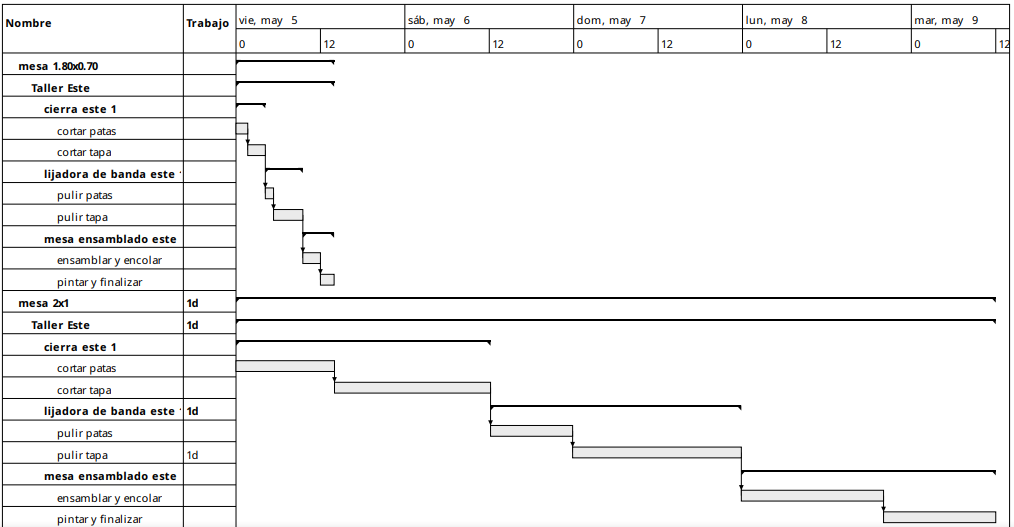 Nombre Trabajo vie, may 5 sáb, may 6 dom, may 7 lun, may 8 mar, may 9
0 12 0 12 0 12 0 12 0 12
mesa 1.80x0.70
Taller Este
cierra este 1
cortar patas
cortar tapa
lijadora de banda este
pulir patas
pulir tapa
mesa ensamblado este
ensamblar y encolar
pintar y finalizar
mesa 2x1 1d
Taller Este 1d
cierra este 1
cortar patas
cortar tapa
lijadora de banda este 1d
pulir patas
pulir tapa 1d
mesa ensamblado este
ensamblar y encolar
pintar y finalizar